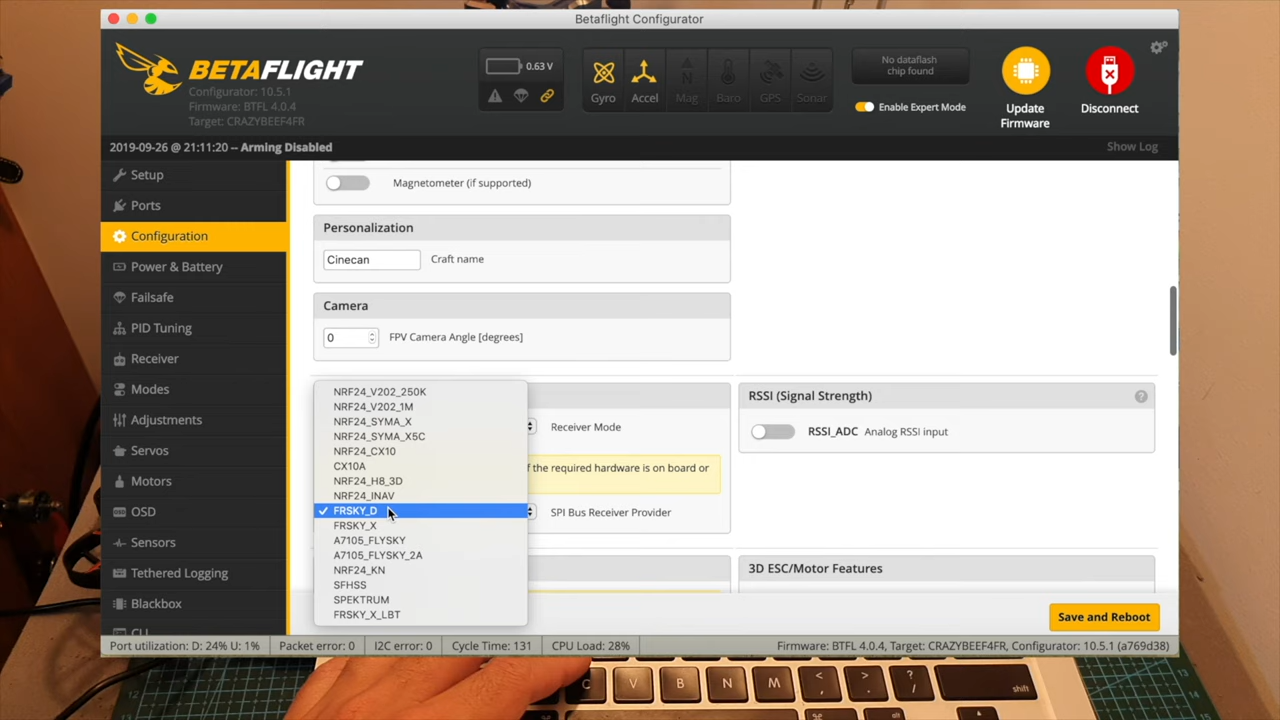 Betaflight Configurator
BETAFLIGHT
Configurator: 10.5.1
Firmware: BTFL 4.0.4
Target: CRAZYBEEF4FR
0.63 V
Gyro
Accel
Mag
Baro
GPS
Sonar
No dataflash
chip found
Enable Expert Mode
Update
Firmware
Disconnect
2019-09-26 @ 21:11:20 -- Arming Disabled
Show Log
Setup
Ports
Configuration
Power & Battery
Failsafe
PID Tuning
Receiver
Modes
Adjustments
Servos
Motors
OSD
Sensors
Tethered Logging
Blackbox
CLI
Magnetometer (if supported)
Personalization
Cinecan
Craft name
Camera
0
FPV Camera Angle [degrees]
NRF24_V202_250K
NRF24_V202_1M
NRF24_SYMA_X
NRF24_SYMA_X5C
NRF24_CX10
CX10A
NRF24_H8_3D
NRF24_INAV
✓ FRSKY_D
FRSKY_X
A7105_FLYSKY
A7105_FLYSKY_2A
NRF24_KN
SFHSS
SPEKTRUM
FRSKY_X_LBT
Receiver Mode
f the required hardware is on board or
SPI Bus Receiver Provider
RSSI (Signal Strength)
?
RSSI_ADC Analog RSSI input
3D ESC/Motor Features
Save and Reboot
Port utilization: D: 24% U: 1%
Packet error: 0
I2C error: 0
Cycle Time: 131
CPU Load: 28%
Firmware: BTFL 4.0.4, Target: CRAZYBEEF4FR, Configurator: 10.5.1 (a769d38)
C V B N M < , > . ? / shift